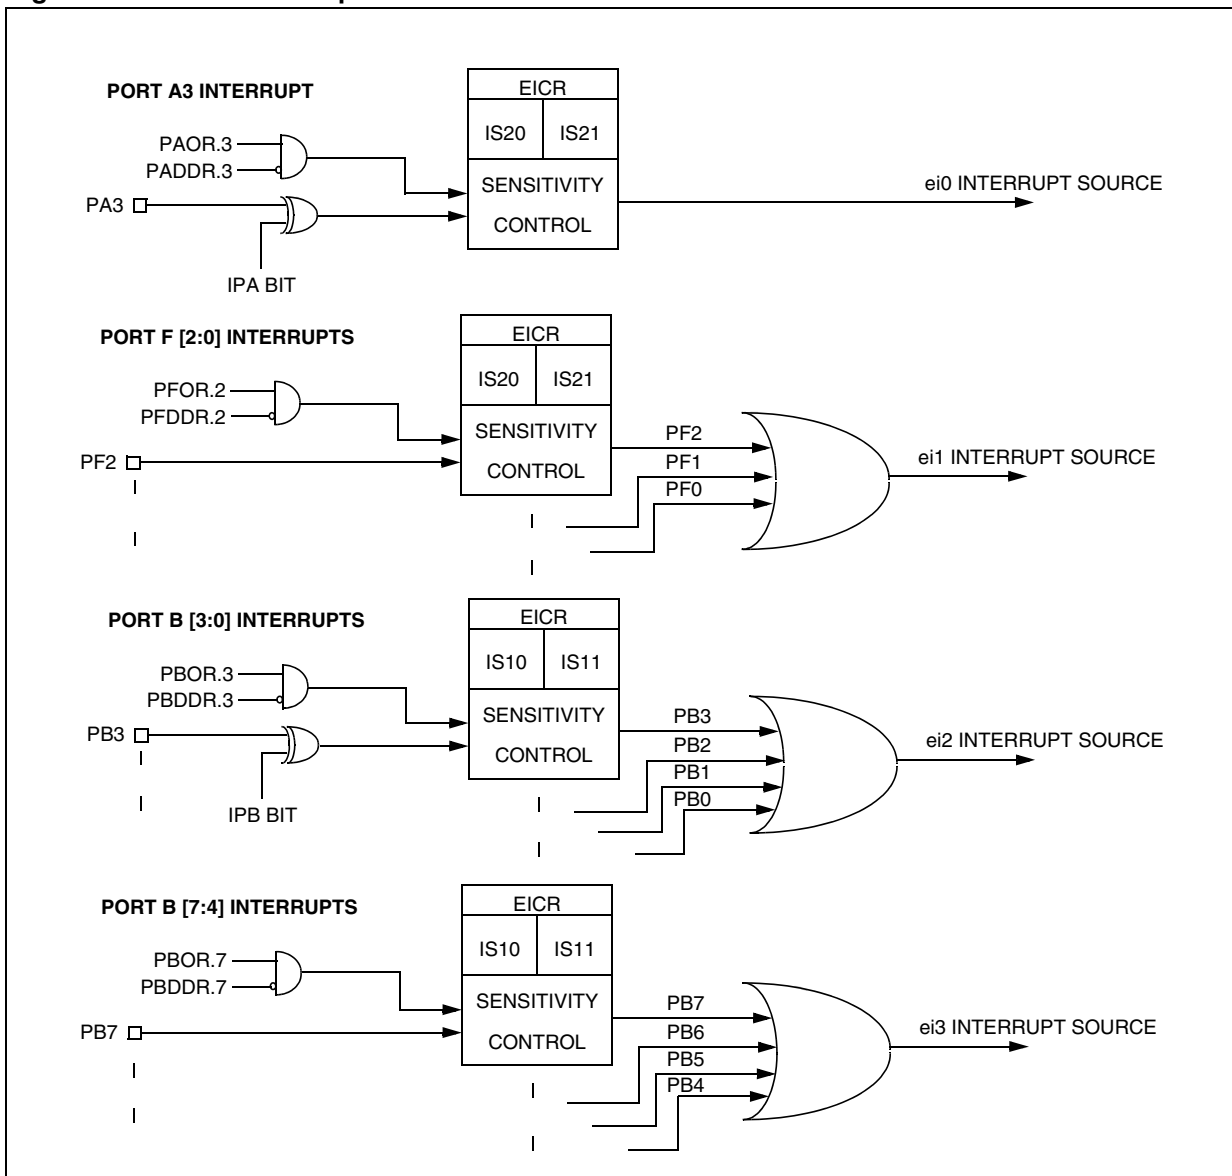 PORT A3 INTERRUPT
EICR
IS20 IS21
PAOR.3
PADDR.3
SENSITIVITY
CONTROL
PA3
IPA BIT
ei0 INTERRUPT SOURCE
PORT F [2:0] INTERRUPTS
EICR
IS20 IS21
PFOR.2
PFDDR.2
SENSITIVITY
CONTROL
PF2
PF2
PF1
PF0
ei1 INTERRUPT SOURCE
PORT B [3:0] INTERRUPTS
EICR
IS10 IS11
PBOR.3
PBDDR.3
SENSITIVITY
CONTROL
PB3
IPB BIT
PB3
PB2
PB1
PB0
ei2 INTERRUPT SOURCE
PORT B [7:4] INTERRUPTS
EICR
IS10 IS11
PBOR.7
PBDDR.7
SENSITIVITY
CONTROL
PB7
PB7
PB6
PB5
PB4
ei3 INTERRUPT SOURCE